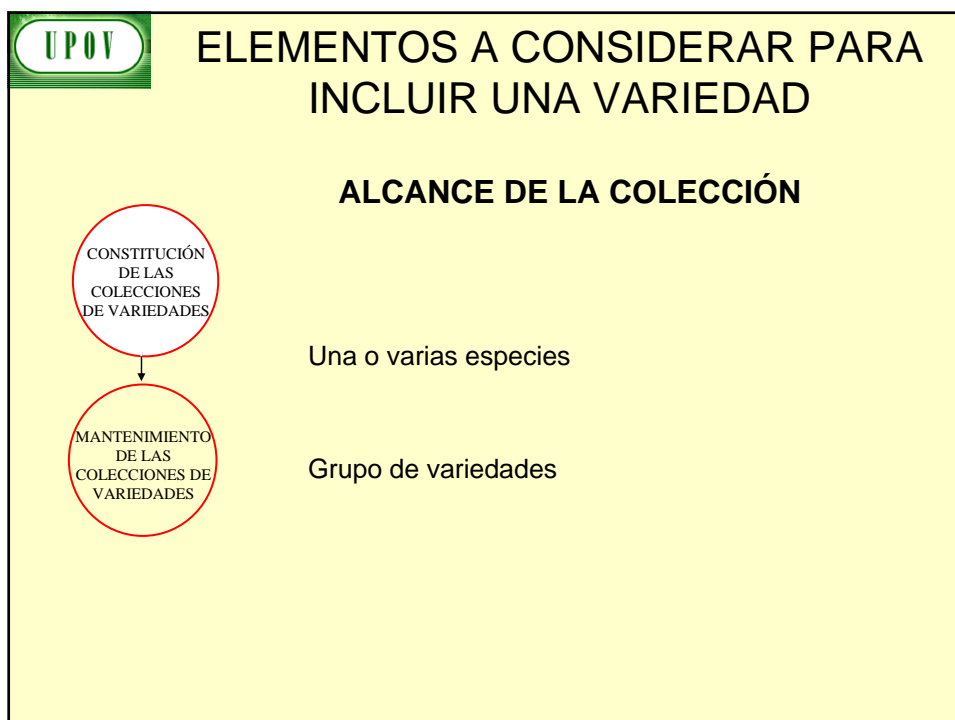 UPOV
ELEMENTOS A CONSIDERAR PARA
INCLUIR UNA VARIEDAD
ALCANCE DE LA COLECCIÓN
CONSTITUCIÓN
DE LAS
COLECCIONES
DE VARIEDADES
Una o varias especies
MANTENIMIENTO
DE LAS
COLECCIONES DE
VARIEDADES
Grupo de variedades